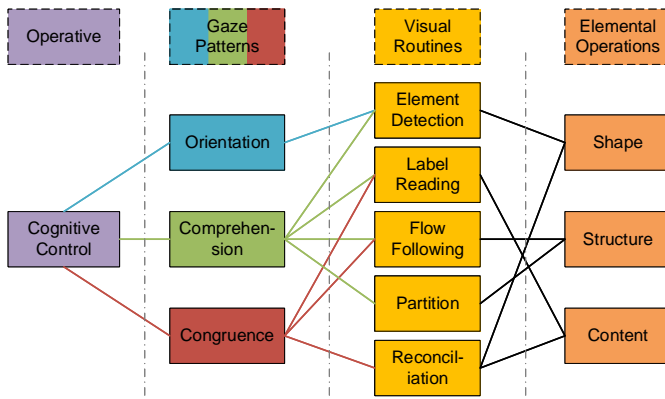 Operative
Gaze
Patterns
Visual
Routines
Elemental
Operations
Cognitive
Control
Orientation
Comprehen-
sion
Congruence
Element
Detection
Label
Reading
Flow
Following
Partition
Reconcil-
iation
Shape
Structure
Content